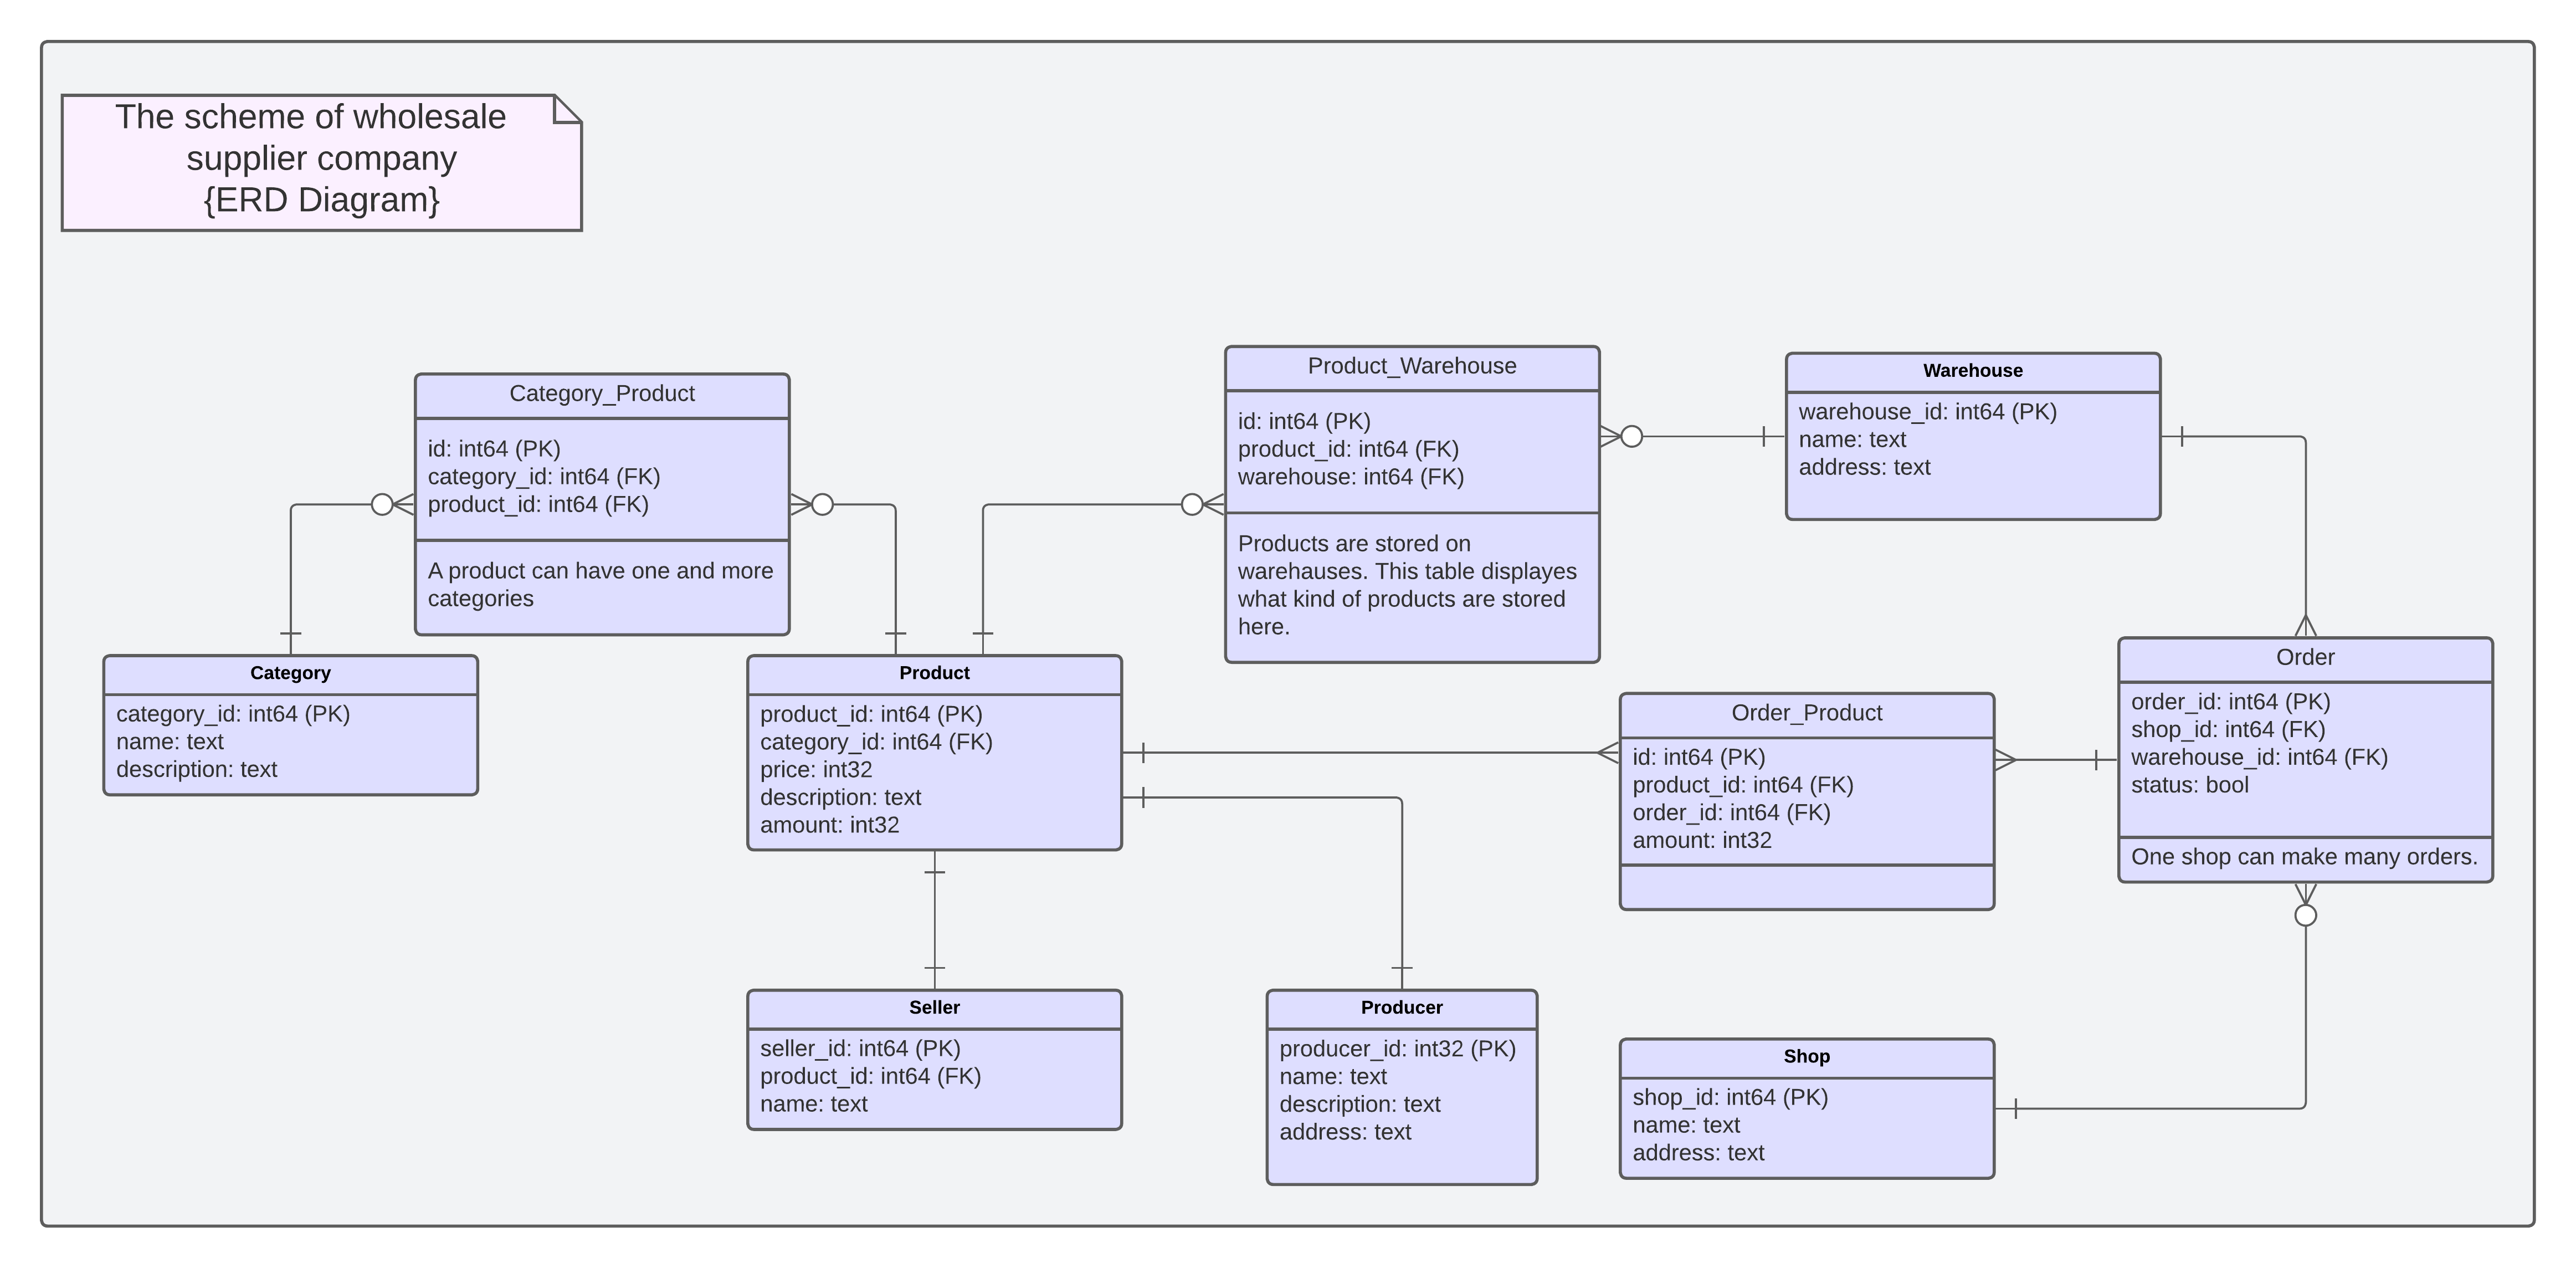 The scheme of wholesale
supplier company
{ERD Diagram}
Category_Product
id: int64 (PK)
category_id: int64 (FK)
product_id: int64 (FK)
A product can have one and more
categories
Product_Warehouse
id: int64 (PK)
product_id: int64 (FK)
warehouse: int64 (FK)
Products are stored on
warehauses. This table displayes
what kind of products are stored
here.
Warehouse
warehouse_id: int64 (PK)
name: text
address: text
Category
category_id: int64 (PK)
name: text
description: text
Product
product_id: int64 (PK)
category_id: int64 (FK)
price: int32
description: text
amount: int32
Order_Product
id: int64 (PK)
product_id: int64 (FK)
order_id: int64 (FK)
amount: int32
Order
order_id: int64 (PK)
shop_id: int64 (FK)
warehouse_id: int64 (FK)
status: bool
One shop can make many orders.
Seller
seller_id: int64 (PK)
product_id: int64 (FK)
name: text
Producer
producer_id: int32 (PK)
name: text
description: text
address: text
Shop
shop_id: int64 (PK)
name: text
address: text